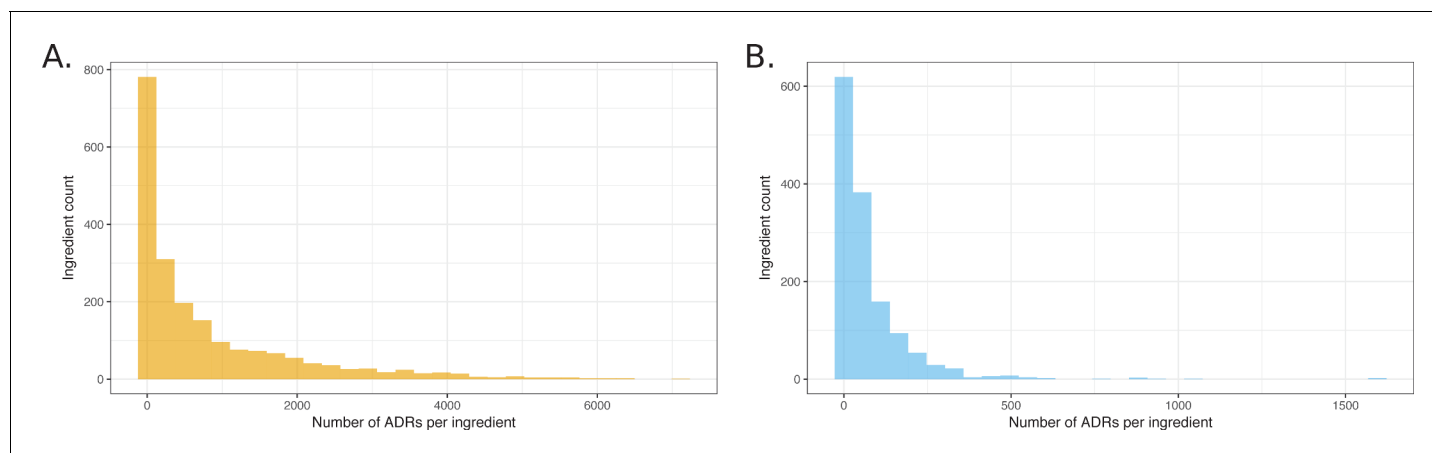 A.
800
600
400
200
0
Ingredient count
0 2000 4000 6000
Number of ADRs per ingredient
B.
600
400
200
0
Ingredient count
0 500 1000 1500
Number of ADRs per ingredient